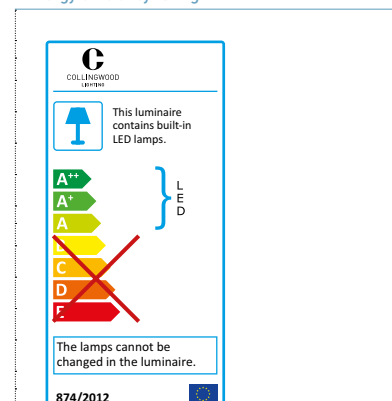 C
COLLINGWOOD
LIGHTING
This luminaire
contains built-in
LED lamps.
A++
A+
A
L
E
D
C
D
E
The lamps cannot be
changed in the luminaire.
874/2012